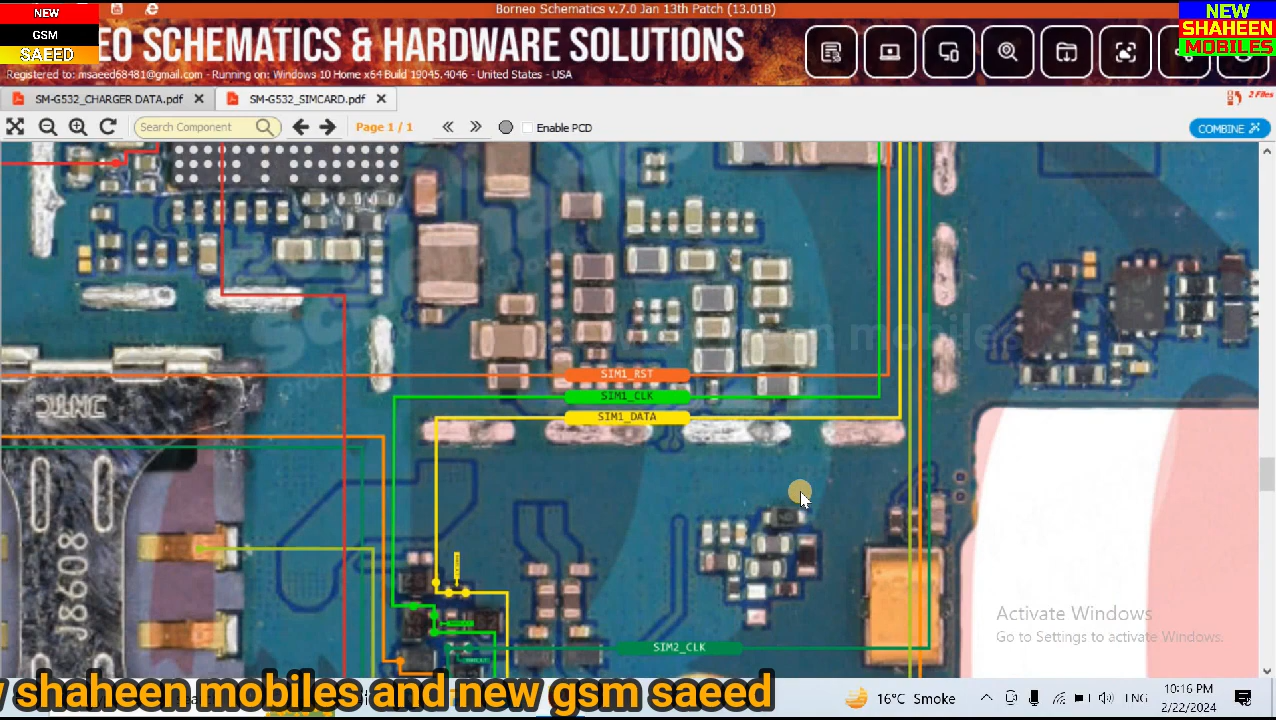 NEW
GSM
SAEED
Borneo Schematics v.7.0 Jan 13th Patch (13.01B)
NEW
SHAHEEN
MOBILES
EO SCHEMATICS & HARDWARE SOLUTIONS
Registered to: msaeed68481@gmail.com - Running on: Windows 10 Home x64 Build 19045.4046 - United States - USA
SM-G532_CHARGER DATA.pdf
SM-G532_SIMCARD.pdf
2 Files
Search Component
Page 1 / 1
Enable PCD
COMBINE
een mobiles
SIM1_RST
SIM1_CLK
SIM1_DATA
J8608
Activate Windows
Go to Settings to activate Windows.
SIM2_CLK
shaheen mobiles and new gsm saeed
16°C Smoke
ENG
10:16 PM
2/22/2024